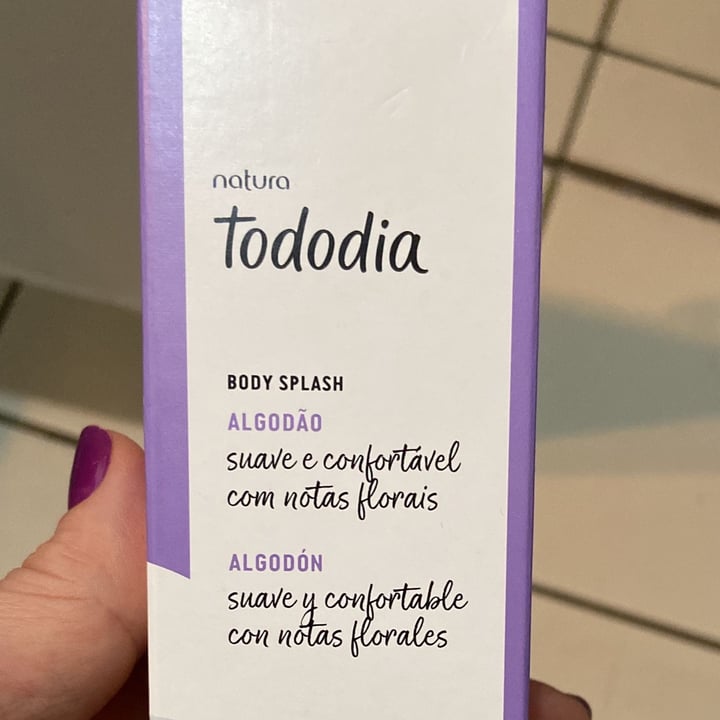 natura
tododia
BODY SPLASH
ALGODÃO
suave e confortável
com notas florais
ALGODÓN
suave y confortable
con notas florales